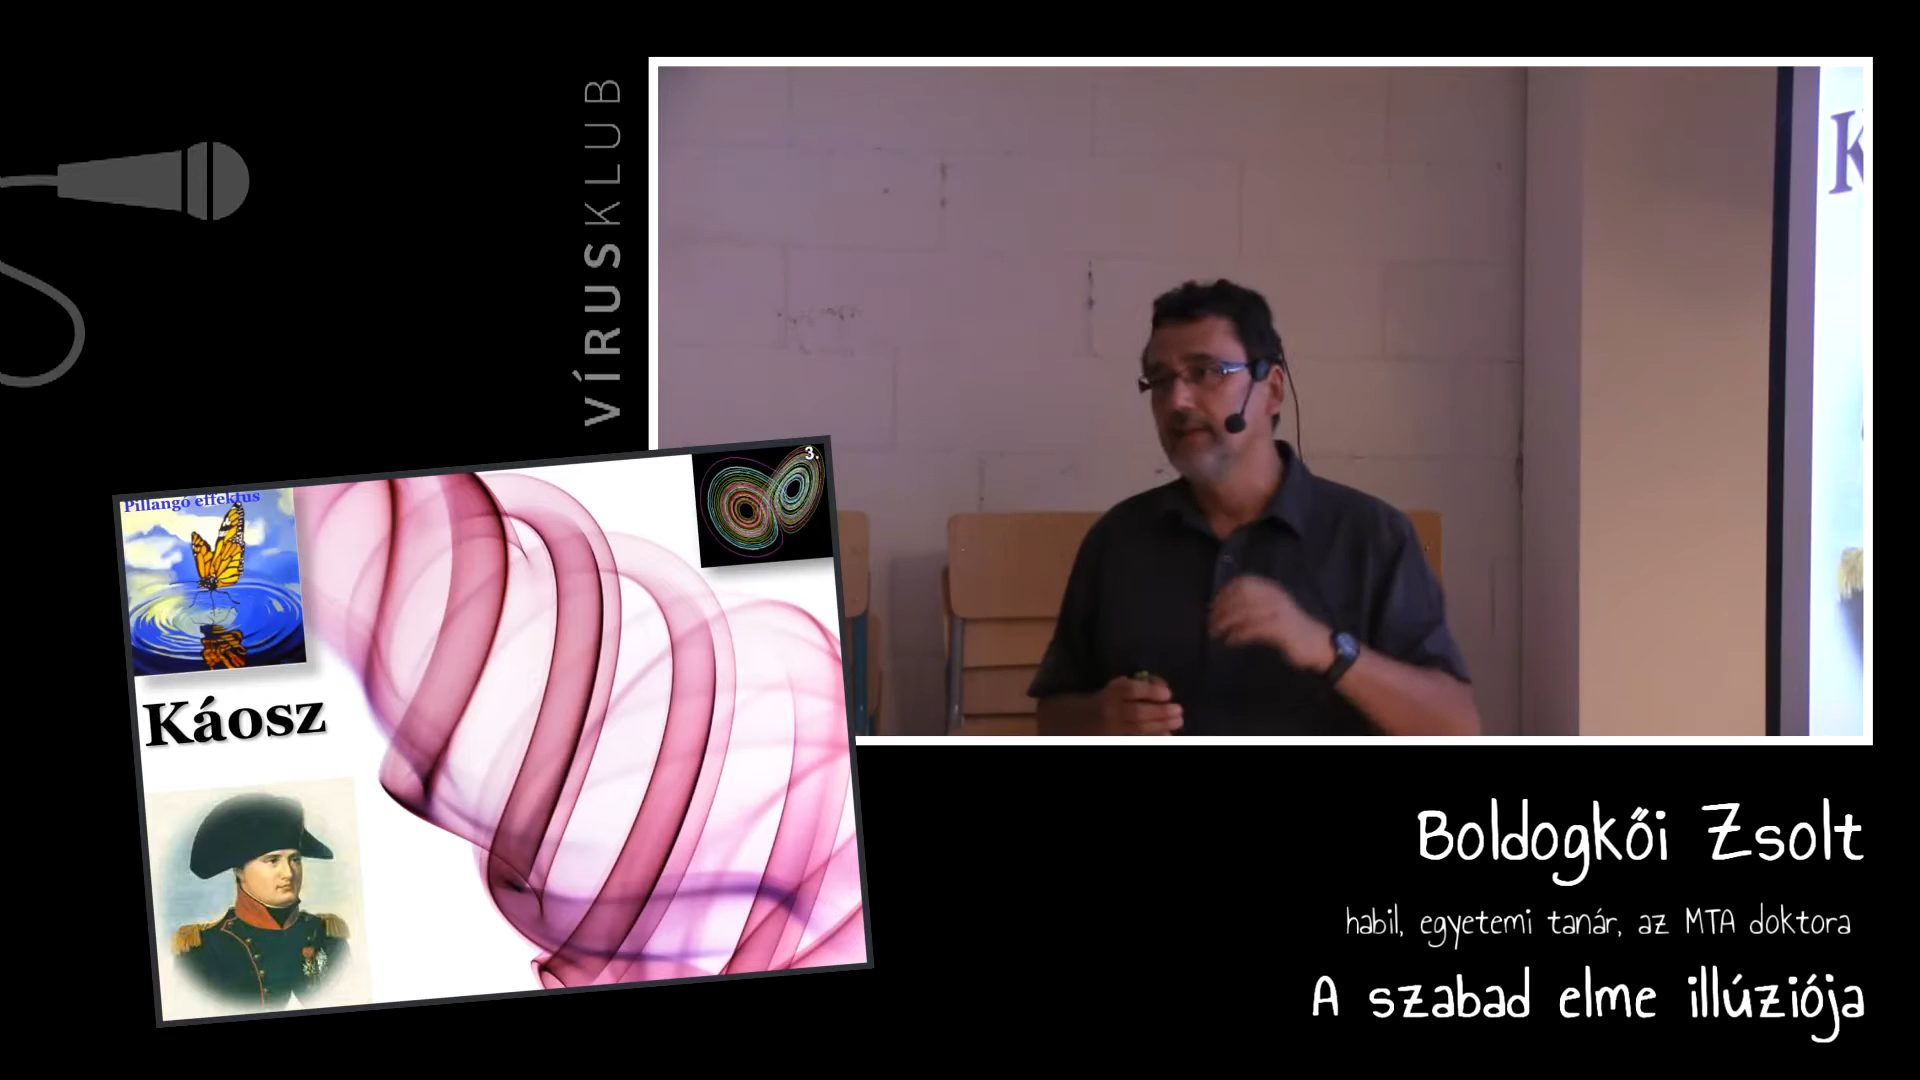 VÍRUSKLUB
K
Pillangó effektus
3.
Káosz
Boldogkői Zsolt
habil, egyetemi tanár, az MTA doktora
A szabad elme illúziója